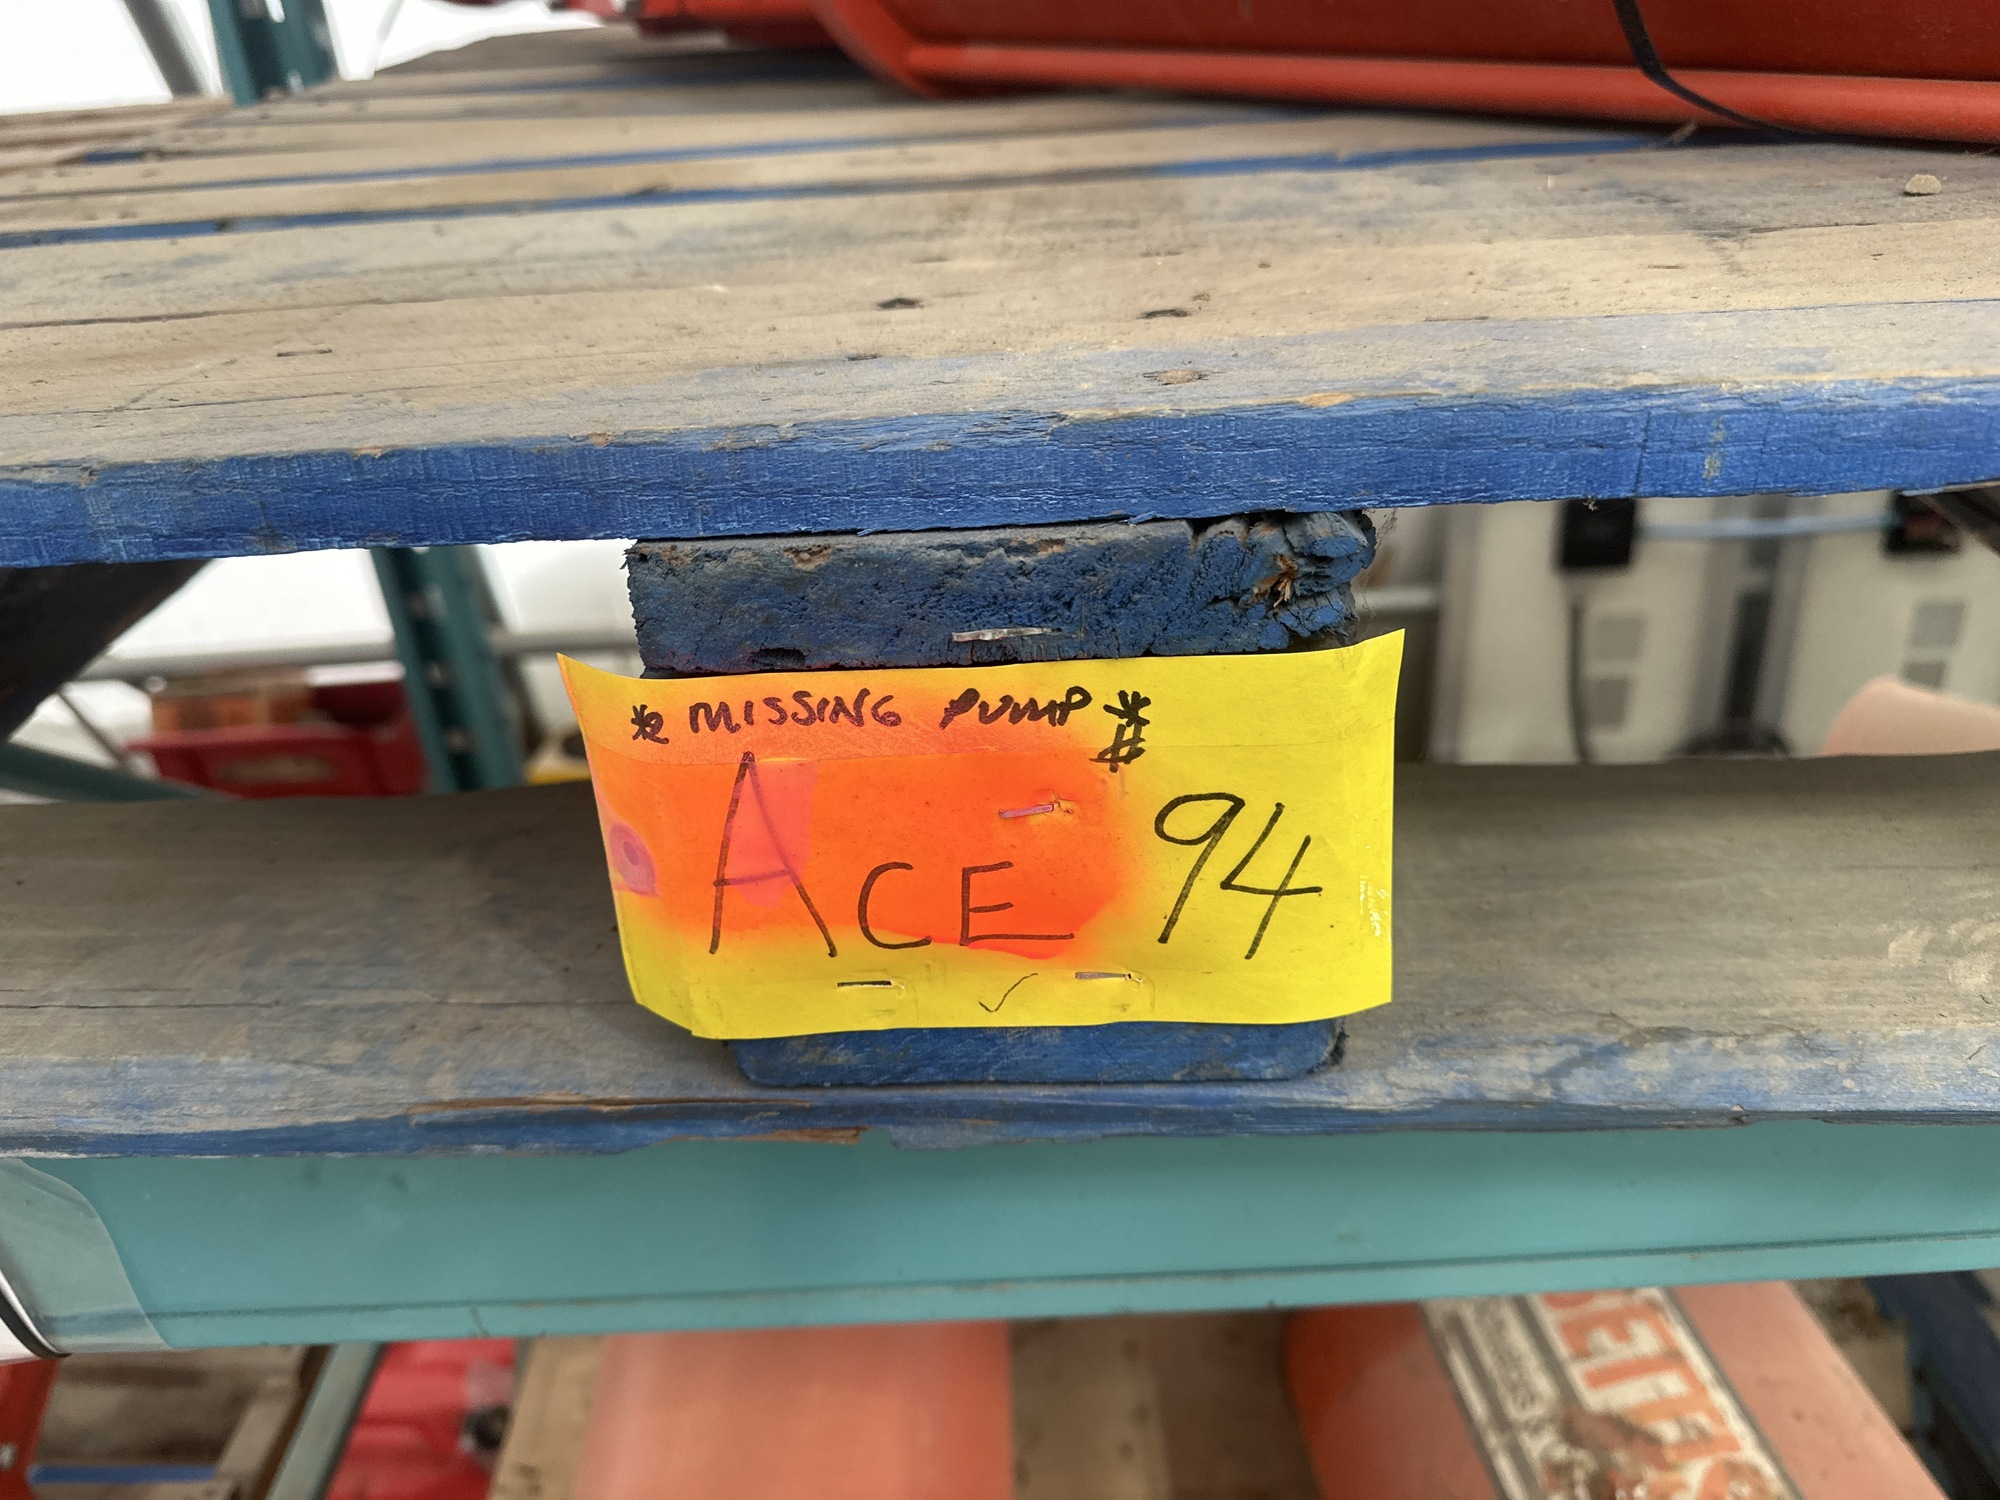 * MISSING PUMP *
#
ACE 94
✓